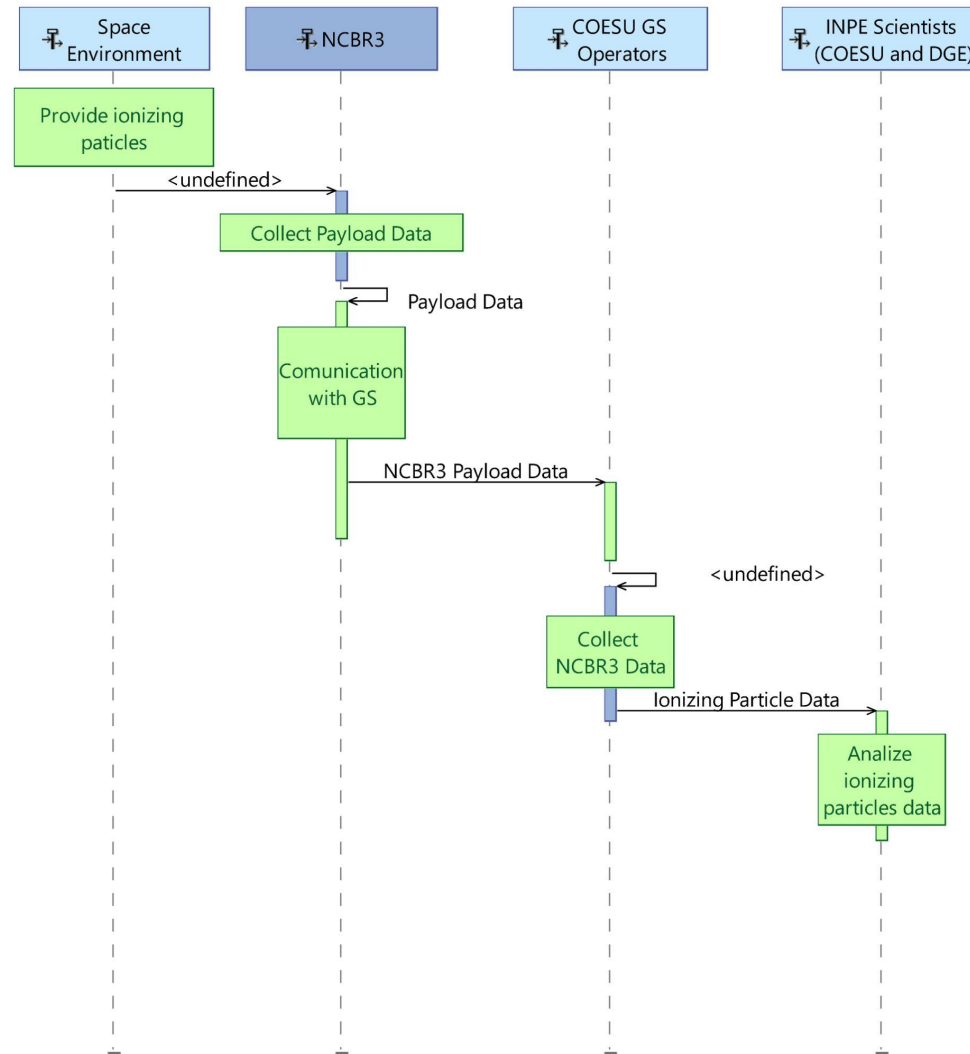 Space
Environment
NCBR3
COESU GS
Operators
INPE Scientists
(COESU and DGE)
Provide ionizing
paticles
<undefined>
Collect Payload Data
Payload Data
Comunication
with GS
NCBR3 Payload Data
<undefined>
Collect
NCBR3 Data
Ionizing Particle Data
Analize
ionizing
particles data